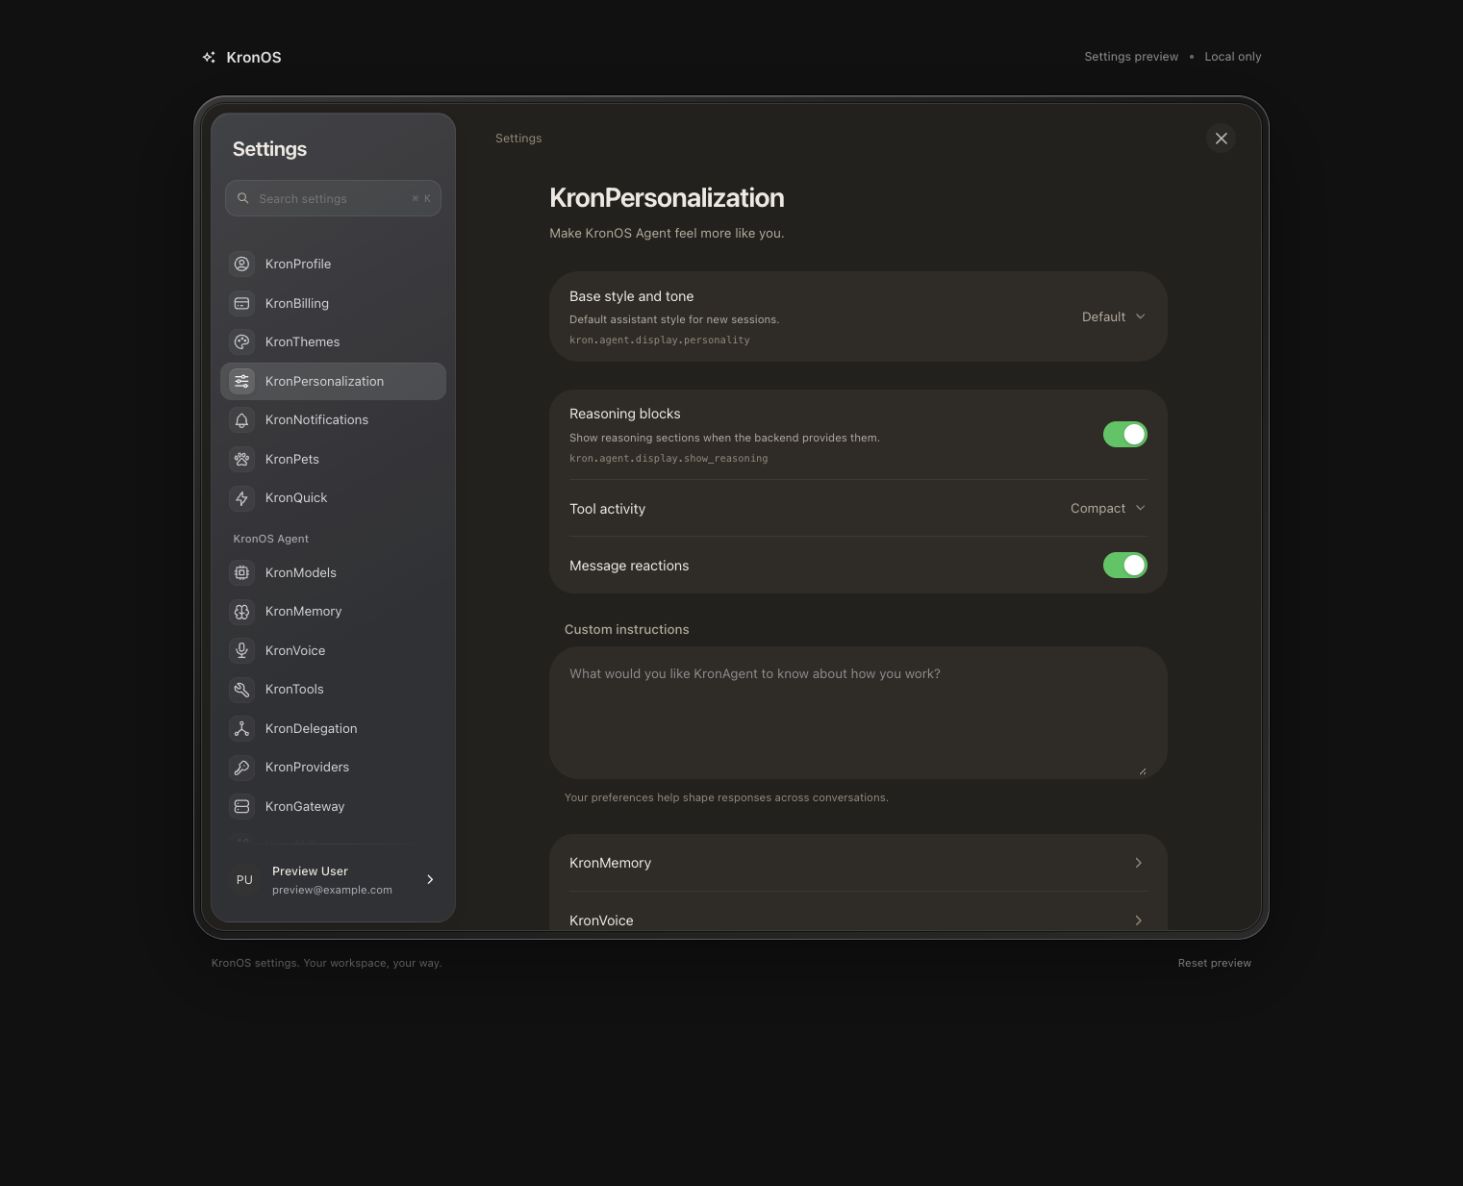 KronOS
Settings preview • Local only
Settings
Search settings ⌘ K
KronProfile
KronBilling
KronThemes
KronPersonalization
KronNotifications
KronPets
KronQuick
KronOS Agent
KronModels
KronMemory
KronVoice
KronTools
KronDelegation
KronProviders
KronGateway
PU
Preview User
preview@example.com
Settings
KronPersonalization
Make KronOS Agent feel more like you.
Base style and tone
Default assistant style for new sessions.
kron.agent.display.personality
Default
Reasoning blocks
Show reasoning sections when the backend provides them.
kron.agent.display.show_reasoning
Tool activity
Compact
Message reactions
Custom instructions
What would you like KronAgent to know about how you work?
Your preferences help shape responses across conversations.
KronMemory
KronVoice
KronOS settings. Your workspace, your way.
Reset preview